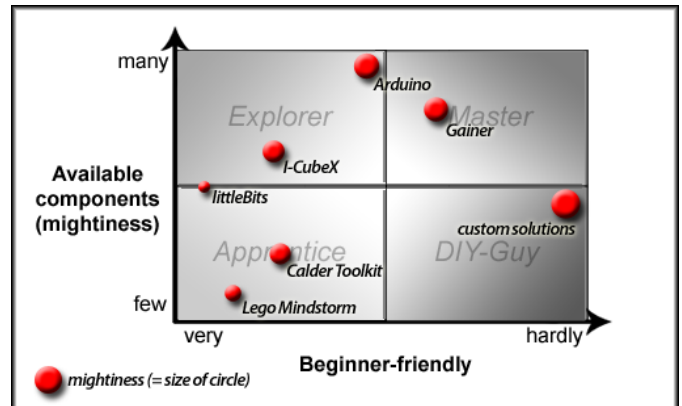 many
Arduino
Explorer
Master
Gainer
I-CubeX
Available
components
(mightiness)
littleBits
custom solutions
Apprentice
DIY-Guy
Calder Toolkit
few
Lego Mindstorm
very
hardly
Beginner-friendly
mightiness (= size of circle)